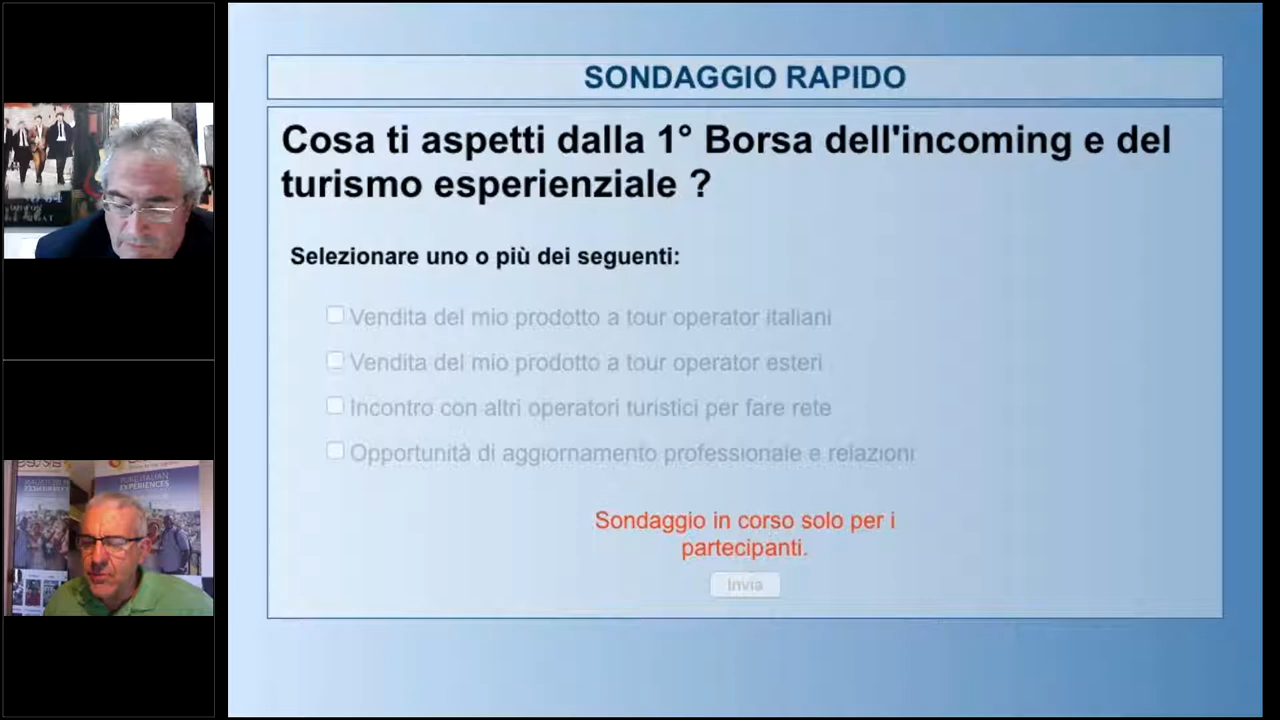 SONDAGGIO RAPIDO
Cosa ti aspetti dalla 1° Borsa dell'incoming e del
turismo esperienziale ?
Selezionare uno o più dei seguenti:
Vendita del mio prodotto a tour operator italiani
Vendita del mio prodotto a tour operator esteri
Incontro con altri operatori turistici per fare rete
Opportunità di aggiornamento professionale e relazioni
Sondaggio in corso solo per i
partecipanti.
Invia
EXPERIENCES